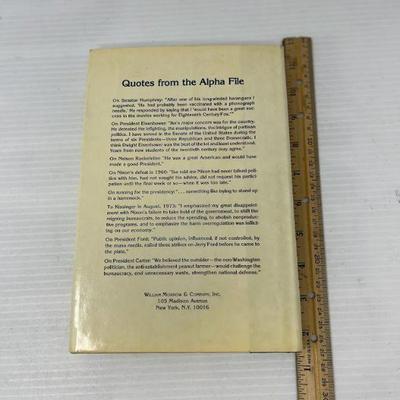 Quotes from the Alpha File
On Senator Humphrey: "After one of his long-winded harangues I
suggested, 'He had probably been vaccinated with a phonograph
needle.' He responded by saying that I 'would have been a great suc-
cess in the movies working for Eighteenth Century-Fox.'"
On President Eisenhower: "Ike's major concern was for the country.
He detested the infighting, the manipulations, the intrigue of partisan
politics. I have served in the Senate of the United States during the
terms of six Presidents—three Republicans and three Democrats. I
think Dwight Eisenhower was the best of the lot and least understood.
Years from now students of the twentieth century may agree."
On Nelson Rockefeller: "He was a great American and would have
made a good President."
On Nixon's defeat in 1960: "Ike told me Nixon had never talked poli-
tics with him, had not sought his advice, did not request his partici-
pation until the final week or so—when it was too late."
On running for the presidency: ". . . something like trying to stand up
in a hammock."
To Kissinger in August, 1973: "I emphasized my great disappoint-
ment with Nixon's failure to take hold of the government, to shift the
reigning bureaucrats, to reduce the spending, to abolish nonproduc-
tive programs, and to emphasize the harm overregulation was inflict-
ing on our economy."
On President Ford: "Public opinion, influenced, if not controlled, by
the mass media, called three strikes on Jerry Ford before he came to
the plate."
On President Carter: "We believed the outsider—the non-Washington
politician, the anti-establishment peanut farmer—would challenge the
bureaucracy, end unnecessary waste, strengthen national defense."
WILLIAM MORROW & COMPANY, INC.
105 Madison Avenue
New York, N.Y. 10016